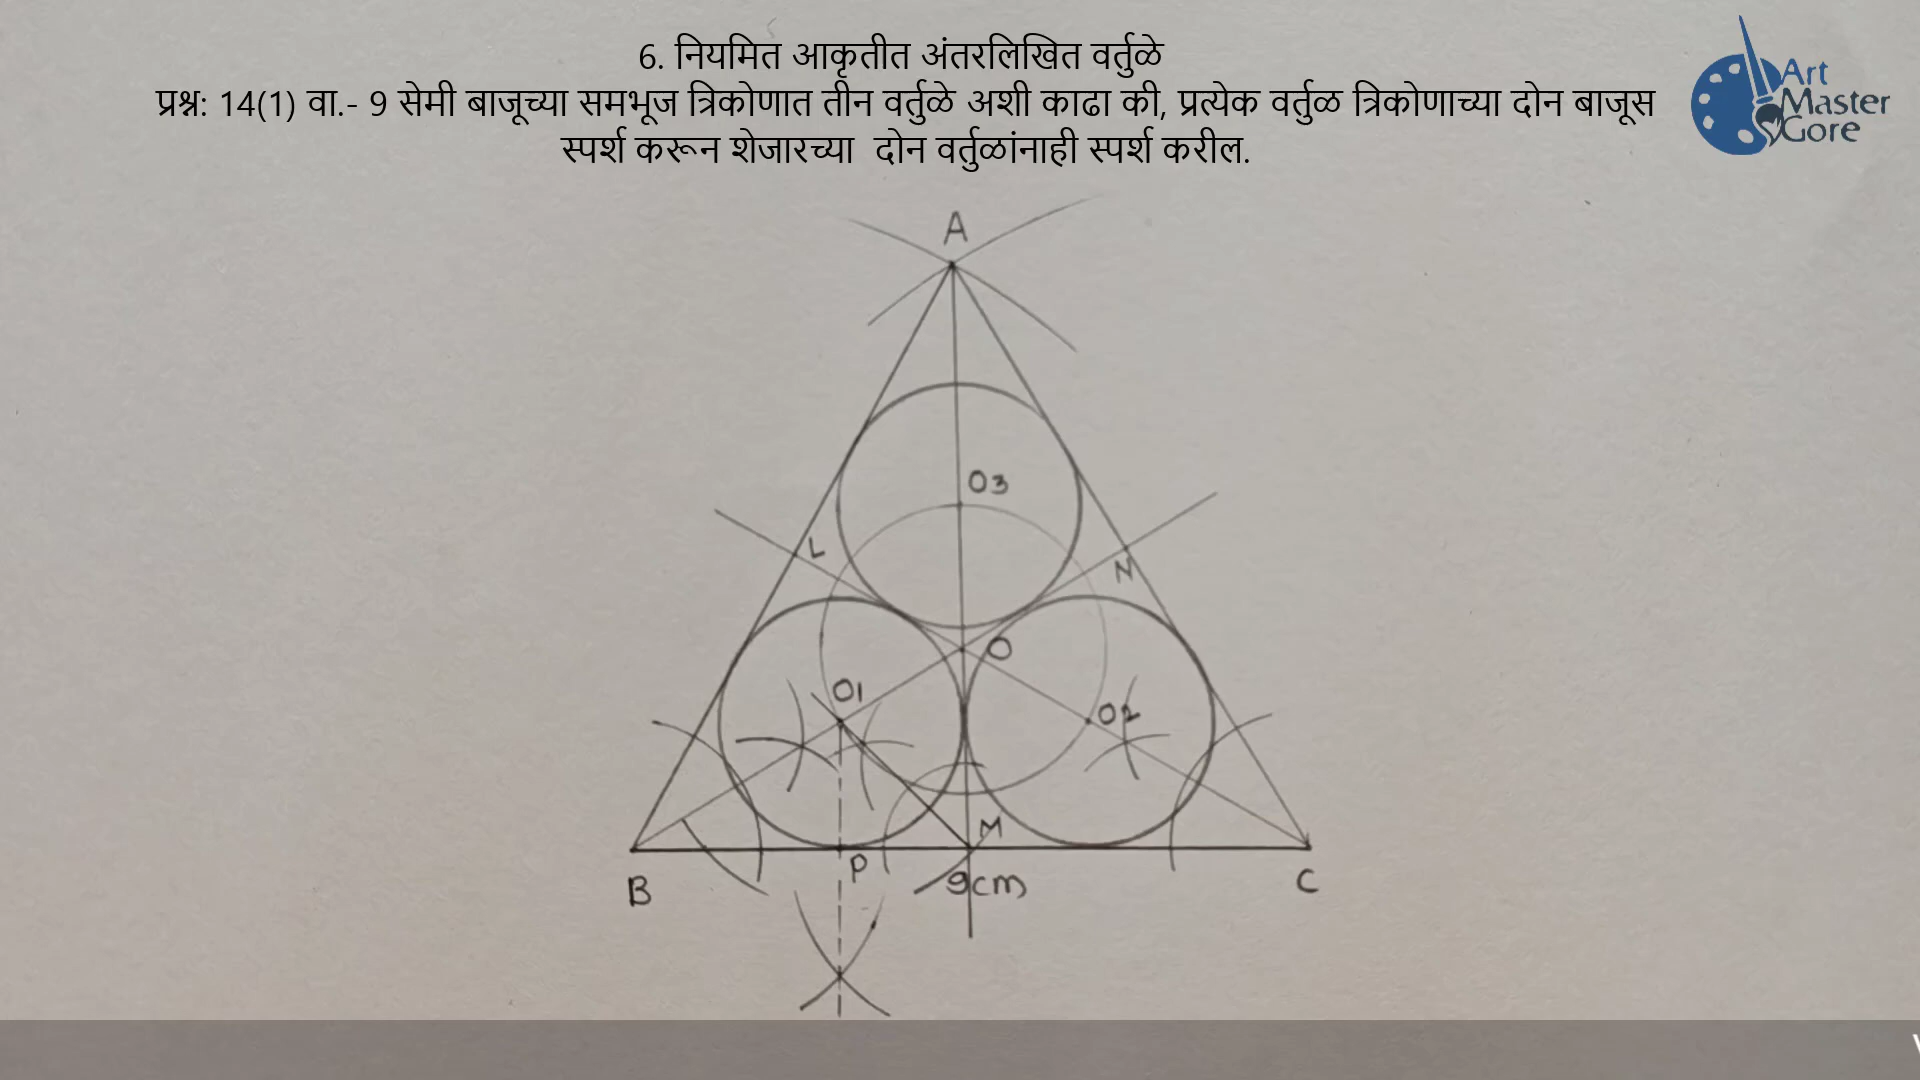 6. नियमित आकृतीत अंतरलिखित वर्तुळे
प्रश्न: 14(1) वा.- 9 सेमी बाजूच्या समभूज त्रिकोणात तीन वर्तुळे अशी काढा की, प्रत्येक वर्तुळ त्रिकोणाच्या दोन बाजूस
स्पर्श करून शेजारच्या दोन वर्तुळांनाही स्पर्श करील.
Art
Master
Gore
A
O3
L
N
O
O1
O2
M
P
9cm
B
C